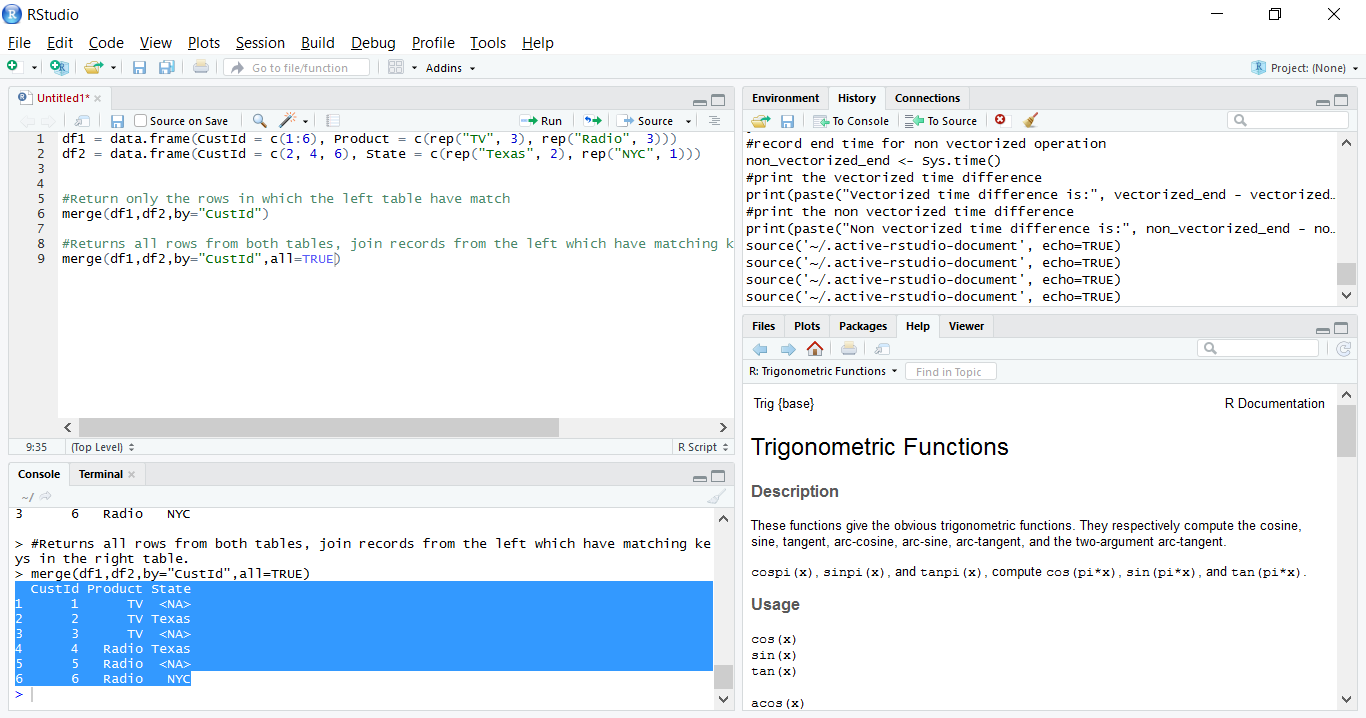 RStudio
File Edit Code View Plots Session Build Debug Profile Tools Help
Go to file/function Addins Project: (None)
Untitled1*
Source on Save Run Source
1 df1 = data.frame(CustId = c(1:6), Product = c(rep("TV", 3), rep("Radio", 3)))
2 df2 = data.frame(CustId = c(2, 4, 6), State = c(rep("Texas", 2), rep("NYC", 1)))
3
4
5 #Return only the rows in which the left table have match
6 merge(df1,df2,by="CustId")
7
8 #Returns all rows from both tables, join records from the left which have matching k
9 merge(df1,df2,by="CustId",all=TRUE)
9:35 (Top Level) R Script
Console Terminal
~/
3 6 Radio NYC
> #Returns all rows from both tables, join records from the left which have matching ke
ys in the right table.
> merge(df1,df2,by="CustId",all=TRUE)
CustId Product State
1 1 TV <NA>
2 2 TV Texas
3 3 TV <NA>
4 4 Radio Texas
5 5 Radio <NA>
6 6 Radio NYC
>
Environment History Connections
To Console To Source
#record end time for non vectorized operation
non_vectorized_end <- Sys.time()
#print the vectorized time difference
print(paste("Vectorized time difference is:", vectorized_end - vectorized..
#print the non vectorized time difference
print(paste("Non vectorized time difference is:", non_vectorized_end - no..
source('~/.active-rstudio-document', echo=TRUE)
source('~/.active-rstudio-document', echo=TRUE)
source('~/.active-rstudio-document', echo=TRUE)
source('~/.active-rstudio-document', echo=TRUE)
Files Plots Packages Help Viewer
R: Trigonometric Functions Find in Topic
Trig {base} R Documentation
Trigonometric Functions
Description
These functions give the obvious trigonometric functions. They respectively compute the cosine,
sine, tangent, arc-cosine, arc-sine, arc-tangent, and the two-argument arc-tangent.
cospi(x), sinpi(x), and tanpi(x), compute cos(pi*x), sin(pi*x), and tan(pi*x).
Usage
cos(x)
sin(x)
tan(x)
acos(x)